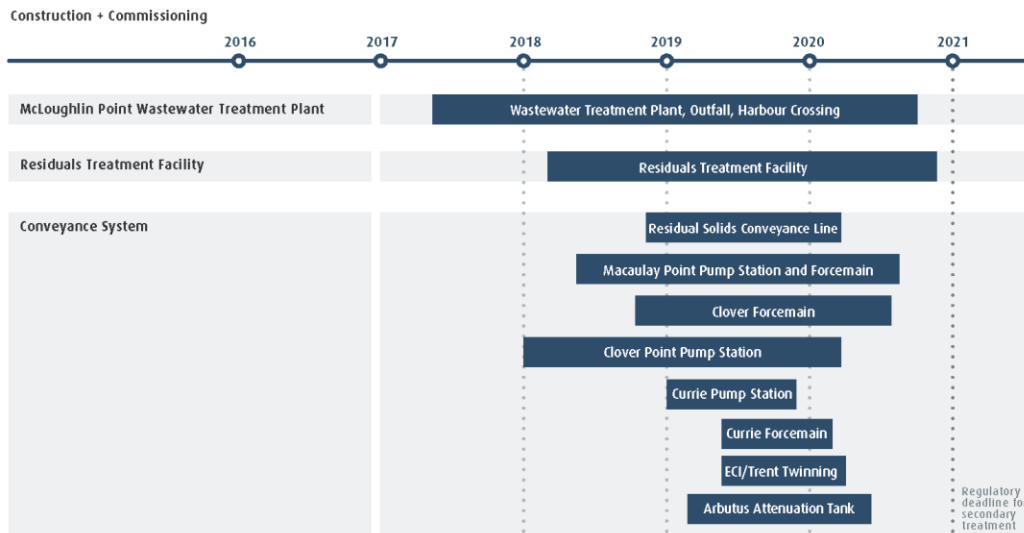 Construction + Commissioning
2016 2017 2018 2019 2020 2021
McLoughlin Point Wastewater Treatment Plant
Wastewater Treatment Plant, Outfall, Harbour Crossing
Residuals Treatment Facility
Residuals Treatment Facility
Conveyance System
Residual Solids Conveyance Line
Macaulay Point Pump Station and Forcemain
Clover Forcemain
Clover Point Pump Station
Currie Pump Station
Currie Forcemain
ECI/Trent Twinning
Arbutus Attenuation Tank
Regulatory
deadline fo
secondary
treatment